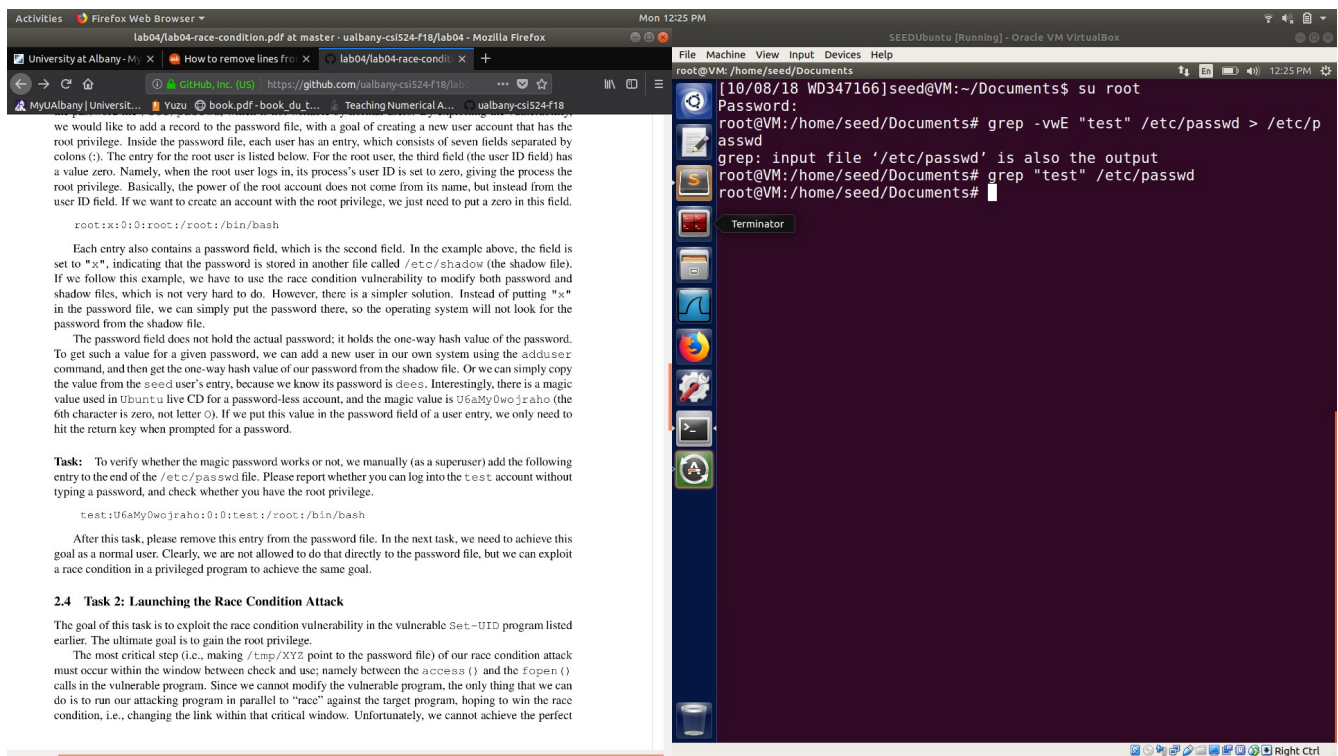 Activities Firefox Web Browser
Mon 12:25 PM
lab04/lab04-race-condition.pdf at master · ualbany-csi524-f18/lab04 - Mozilla Firefox
University at Albany - My
How to remove lines from
lab04/lab04-race-conditi
GitHub, Inc. (US) https://github.com/ualbany-csi524-f18/lab
MyUAlbany | Universit... Yuzu book.pdf - book_du_t... Teaching Numerical A... ualbany-csi524-f18
we would like to add a record to the password file, with a goal of creating a new user account that has the
root privilege. Inside the password file, each user has an entry, which consists of seven fields separated by
colons (:). The entry for the root user is listed below. For the root user, the third field (the user ID field) has
a value zero. Namely, when the root user logs in, its process's user ID is set to zero, giving the process the
root privilege. Basically, the power of the root account does not come from its name, but instead from the
user ID field. If we want to create an account with the root privilege, we just need to put a zero in this field.
root:x:0:0:root:/root:/bin/bash
Each entry also contains a password field, which is the second field. In the example above, the field is
set to "x", indicating that the password is stored in another file called /etc/shadow (the shadow file).
If we follow this example, we have to use the race condition vulnerability to modify both password and
shadow files, which is not very hard to do. However, there is a simpler solution. Instead of putting "x"
in the password file, we can simply put the password there, so the operating system will not look for the
password from the shadow file.
The password field does not hold the actual password; it holds the one-way hash value of the password.
To get such a value for a given password, we can add a new user in our own system using the adduser
command, and then get the one-way hash value of our password from the shadow file. Or we can simply copy
the value from the seed user's entry, because we know its password is dees. Interestingly, there is a magic
value used in Ubuntu live CD for a password-less account, and the magic value is U6aMy0wojraho (the
6th character is zero, not letter O). If we put this value in the password field of a user entry, we only need to
hit the return key when prompted for a password.
Task: To verify whether the magic password works or not, we manually (as a superuser) add the following
entry to the end of the /etc/passwd file. Please report whether you can log into the test account without
typing a password, and check whether you have the root privilege.
test:U6aMy0wojraho:0:0:test:/root:/bin/bash
After this task, please remove this entry from the password file. In the next task, we need to achieve this
goal as a normal user. Clearly, we are not allowed to do that directly to the password file, but we can exploit
a race condition in a privileged program to achieve the same goal.
2.4 Task 2: Launching the Race Condition Attack
The goal of this task is to exploit the race condition vulnerability in the vulnerable Set-UID program listed
earlier. The ultimate goal is to gain the root privilege.
The most critical step (i.e., making /tmp/XYZ point to the password file) of our race condition attack
must occur within the window between check and use; namely between the access() and the fopen()
calls in the vulnerable program. Since we cannot modify the vulnerable program, the only thing that we can
do is to run our attacking program in parallel to “race” against the target program, hoping to win the race
condition, i.e., changing the link within that critical window. Unfortunately, we cannot achieve the perfect
SEEDUbuntu [Running] - Oracle VM VirtualBox
File Machine View Input Devices Help
root@VM: /home/seed/Documents
En 12:25 PM
[10/08/18 WD347166]seed@VM:~/Documents$ su root
Password:
root@VM:/home/seed/Documents# grep -vwE "test" /etc/passwd > /etc/p
asswd
grep: input file ‘/etc/passwd’ is also the output
root@VM:/home/seed/Documents# grep "test" /etc/passwd
root@VM:/home/seed/Documents#
Terminator
Right Ctrl